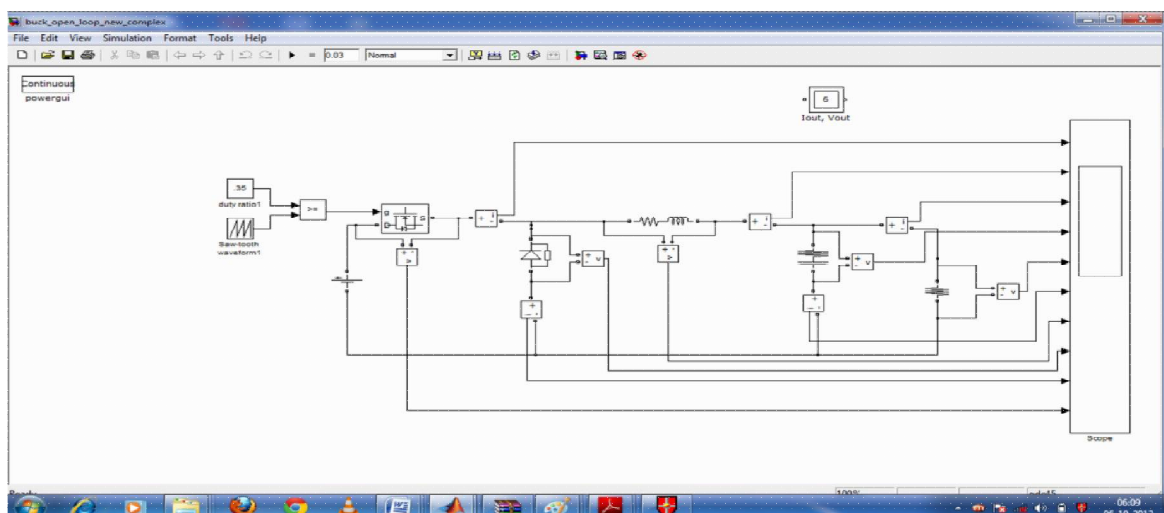 buck_open_loop_new_complex
File Edit View Simulation Format Tools Help
0.03 Normal
Continuous
powergui
6
Iout, Vout
.35
duty ratio1
>=
Saw-tooth
waveform1
g
D
+ i
-
+ i
-
+ i
-
+ v
-
+ v
-
+ v
-
Scope
100%
ode45
06:09